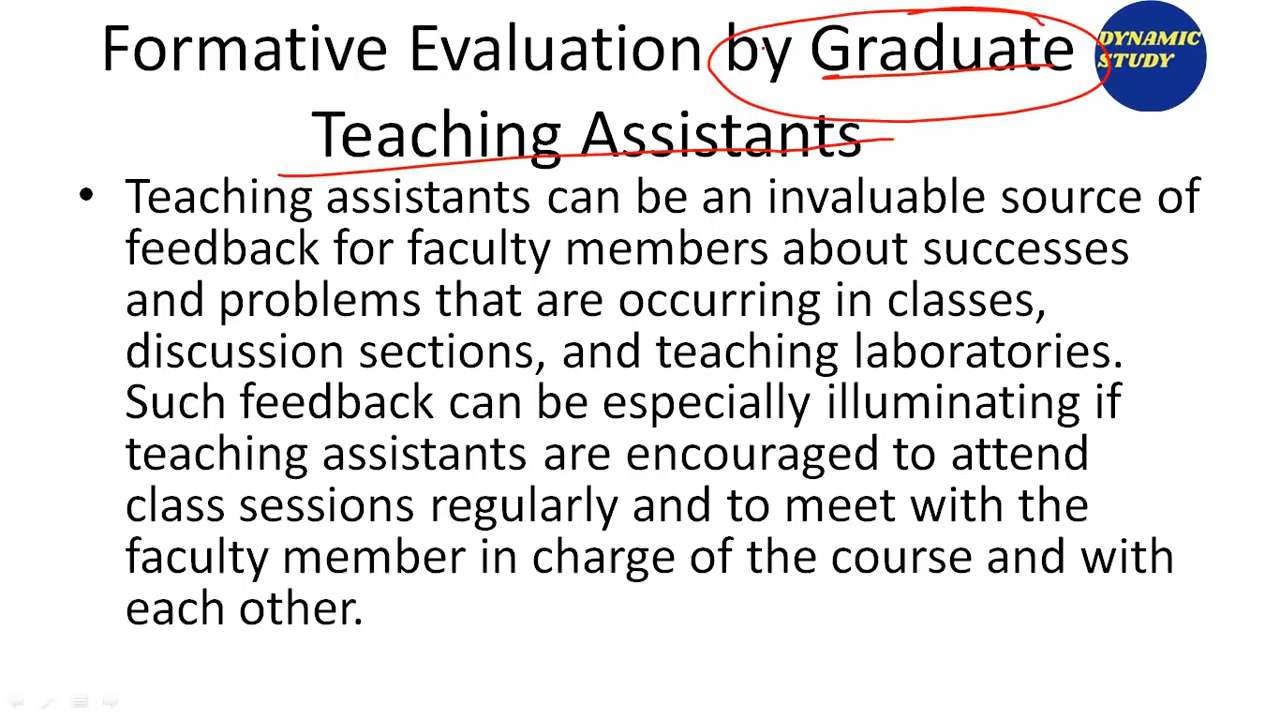 Formative Evaluation by Graduate
Teaching Assistants
DYNAMIC
STUDY
• Teaching assistants can be an invaluable source of
feedback for faculty members about successes
and problems that are occurring in classes,
discussion sections, and teaching laboratories.
Such feedback can be especially illuminating if
teaching assistants are encouraged to attend
class sessions regularly and to meet with the
faculty member in charge of the course and with
each other.